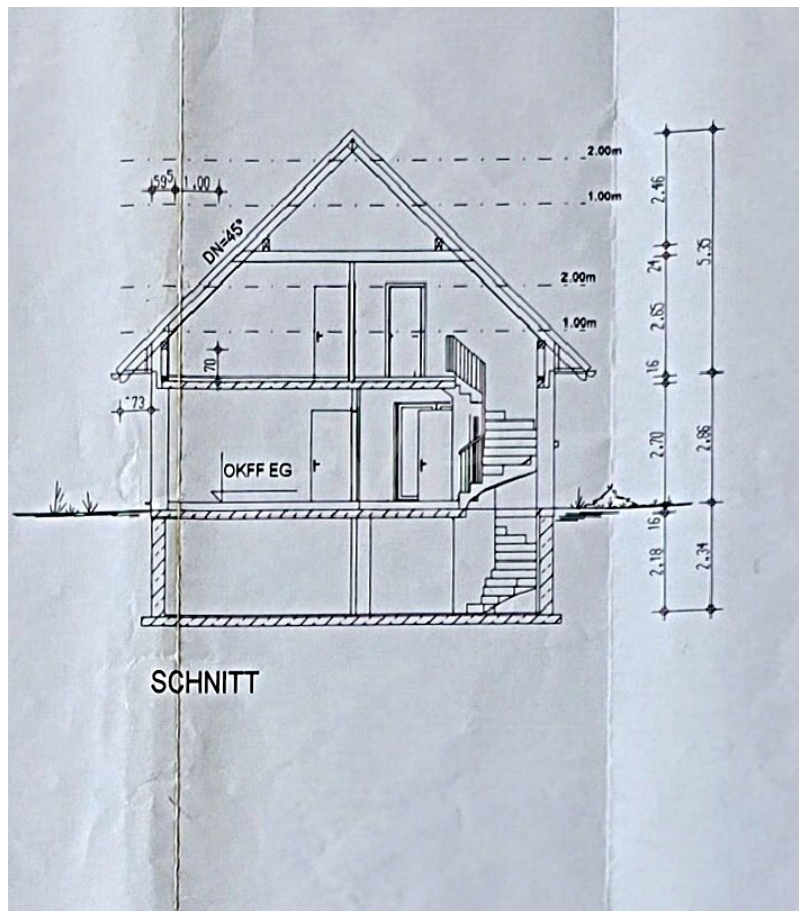 2.00m
59⁵ 1.00
1.00m
2.46
DN=45°
24
5.35
2.00m
2.65
1.00m
70
16
73
2.70
2.86
OKFF EG
16
2.18
2.34
SCHNITT